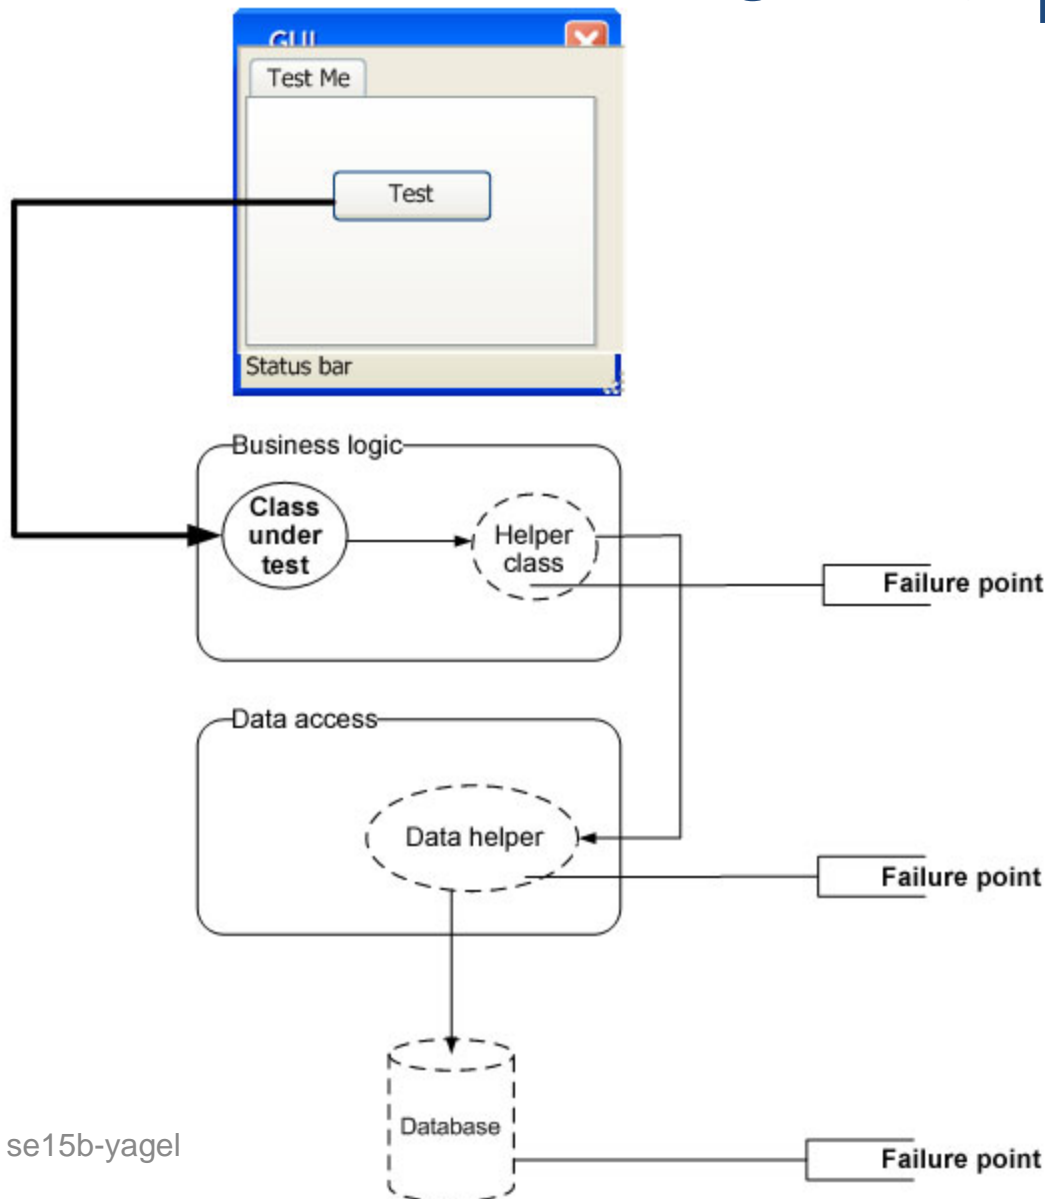 GUI
Test Me
Test
Status bar
Business logic
Class
under
test
Helper
class
Failure point
Data access
Data helper
Failure point
Database
Failure point
se15b-yagel